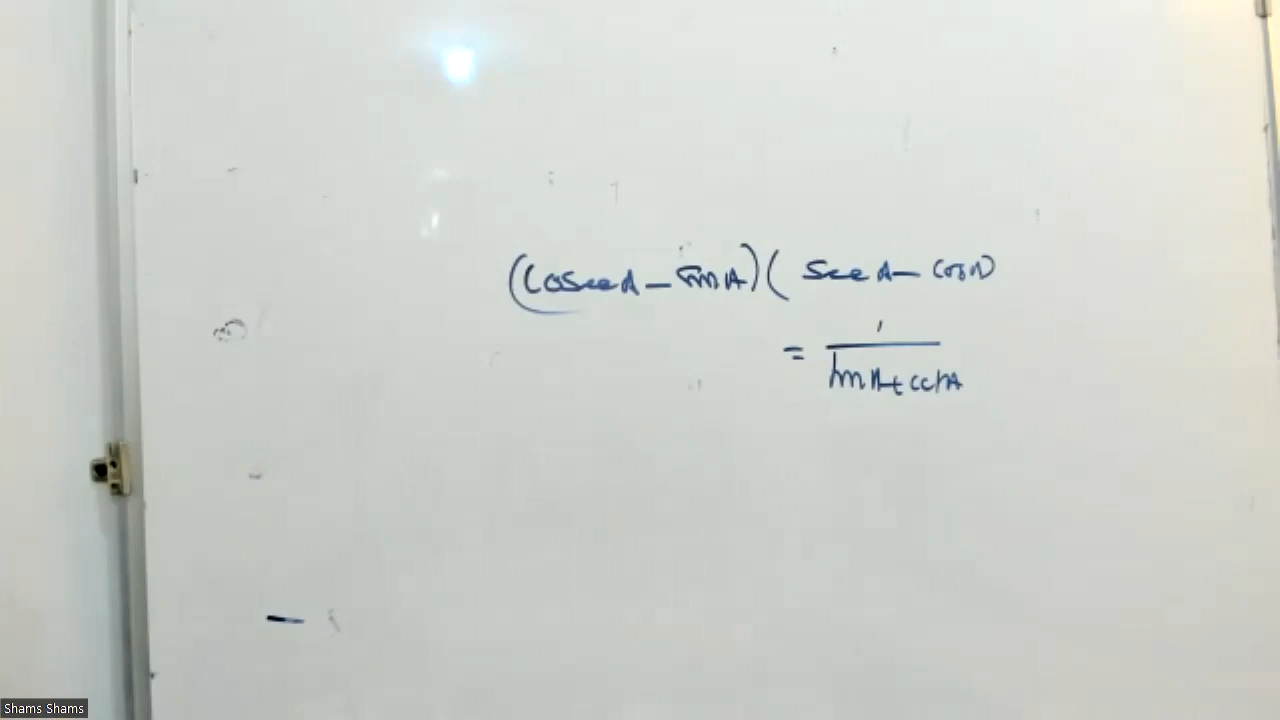 (CosecA - SinA)( SecA - CosA)
= 1
tanA + cotA
Shams Shams